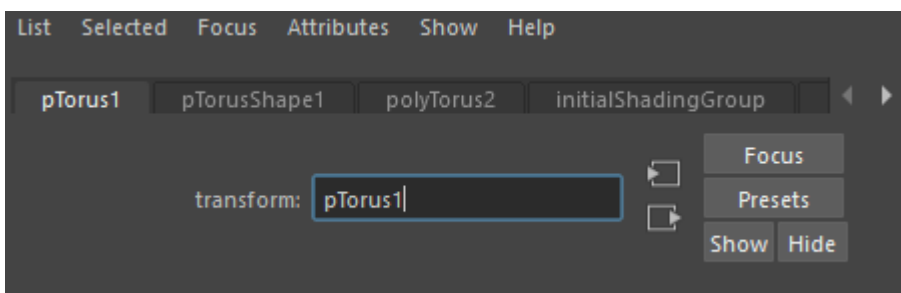 List Selected Focus Attributes Show Help
pTorus1 pTorusShape1 polyTorus2 initialShadingGroup
Focus
transform: pTorus1 Presets
Show Hide